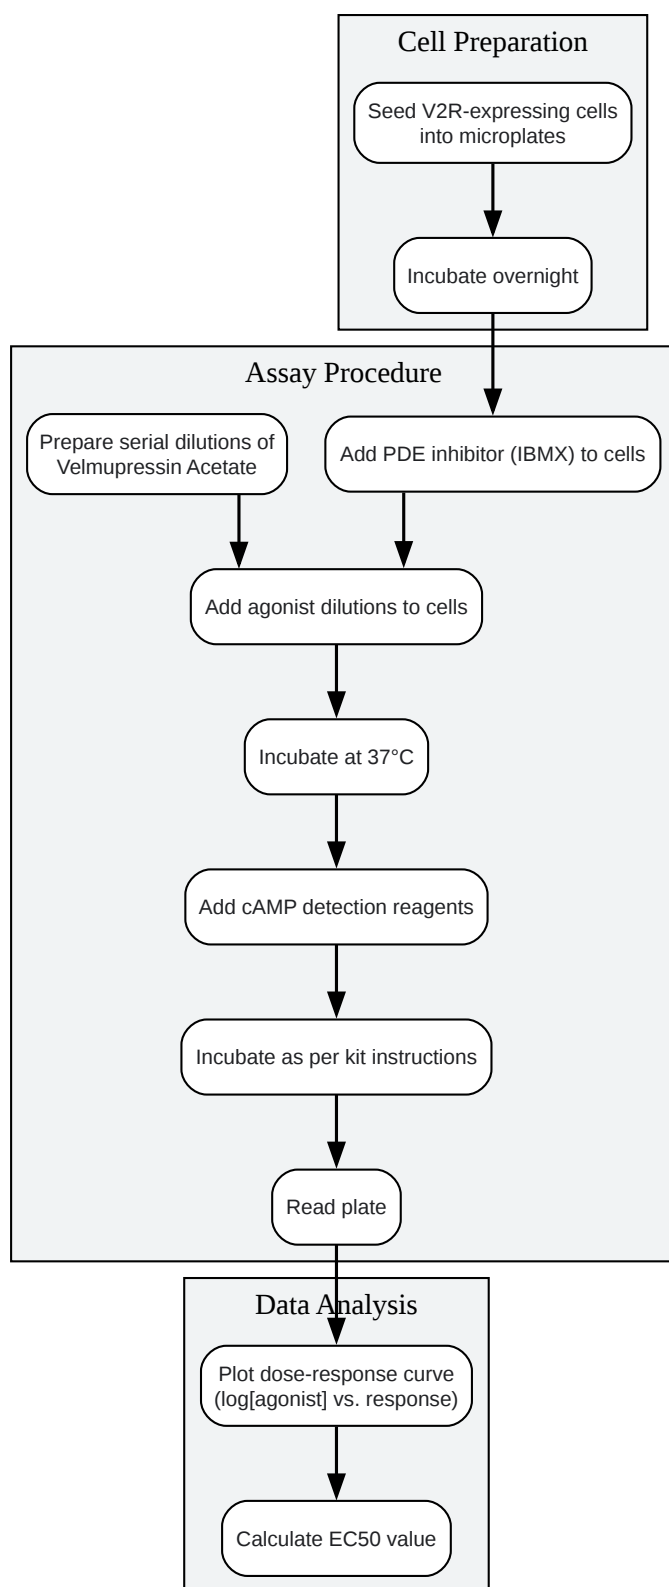 Cell Preparation
Seed V2R-expressing cells
into microplates
Incubate overnight
Assay Procedure
Prepare serial dilutions of
Velmupressin Acetate
Add PDE inhibitor (IBMX) to cells
Add agonist dilutions to cells
Incubate at 37°C
Add cAMP detection reagents
Incubate as per kit instructions
Read plate
Data Analysis
Plot dose-response curve
(log[agonist] vs. response)
Calculate EC50 value